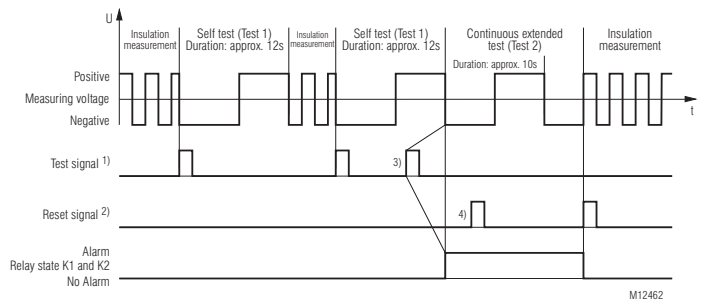 U
Insulation
measurement
Self test (Test 1)
Duration: approx. 12s
Insulation
measurement
Self test (Test 1)
Duration: approx. 12s
Continuous extended
test (Test 2)
Duration: approx. 10s
Insulation
measurement
Positive
Measuring voltage
Negative
t
Test signal 1)
3)
Reset signal 2)
4)
Alarm
Relay state K1 and K2
No Alarm
M12462